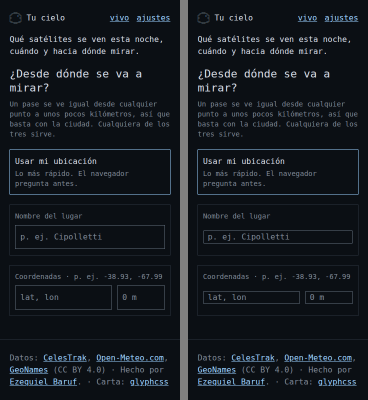 Tu cielo vivo ajustes
Qué satélites se ven esta noche,
cuándo y hacia dónde mirar.
¿Desde dónde se va a
mirar?
Un pase se ve igual desde cualquier
punto a unos pocos kilómetros, así que
basta con la ciudad. Cualquiera de los
tres sirve.
Usar mi ubicación
Lo más rápido. El navegador
pregunta antes.
Nombre del lugar
p. ej. Cipolletti
Coordenadas · p. ej. -38.93, -67.99
lat, lon 0 m
Datos: CelesTrak, Open-Meteo.com,
GeoNames (CC BY 4.0) · Hecho por
Ezequiel Baruf. · Carta: glyphcss
Tu cielo vivo ajustes
Qué satélites se ven esta noche,
cuándo y hacia dónde mirar.
¿Desde dónde se va a
mirar?
Un pase se ve igual desde cualquier
punto a unos pocos kilómetros, así que
basta con la ciudad. Cualquiera de los
tres sirve.
Usar mi ubicación
Lo más rápido. El navegador
pregunta antes.
Nombre del lugar
p. ej. Cipolletti
Coordenadas · p. ej. -38.93, -67.99
lat, lon 0 m
Datos: CelesTrak, Open-Meteo.com,
GeoNames (CC BY 4.0) · Hecho por
Ezequiel Baruf. · Carta: glyphcss